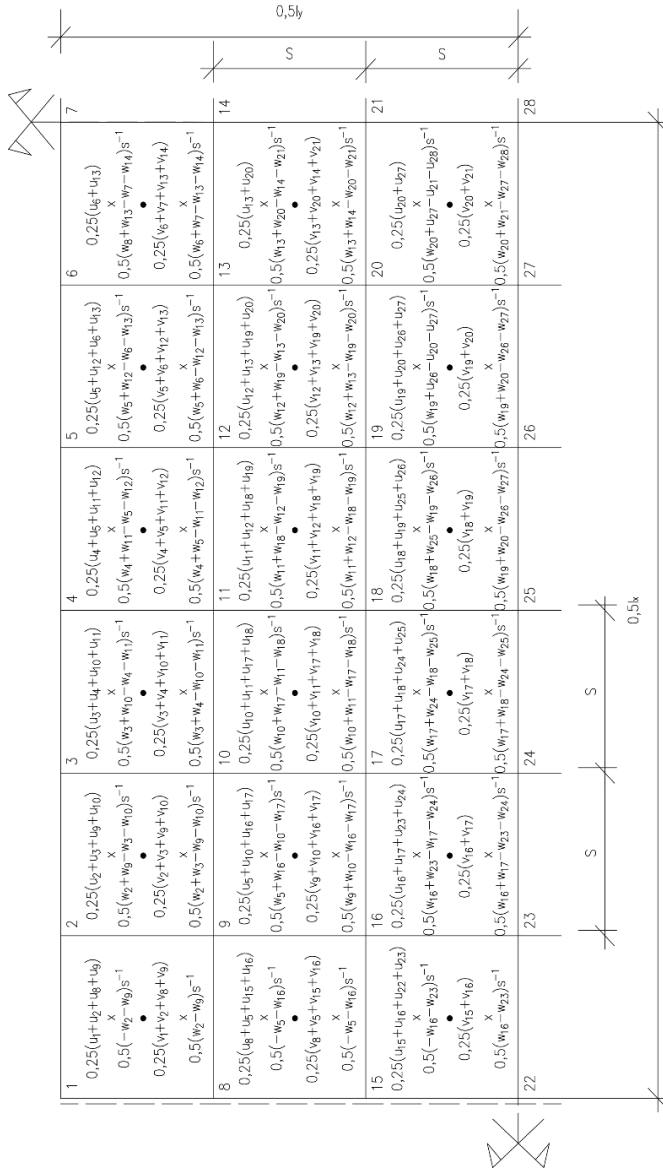 1
0,25(u₁+u₂+u₈+u₉)
x
0,5(−w₂−w₉)s⁻¹
•
0,25(v₁+v₂+v₈+v₉)
x
0,5(w₂−w₉)s⁻¹
2
0,25(u₂+u₃+u₉+u₁₀)
x
0,5(w₂+w₉−w₃−w₁₀)s⁻¹
•
0,25(v₂+v₃+v₉+v₁₀)
x
0,5(w₂+w₃−w₉−w₁₀)s⁻¹
3
0,25(u₃+u₄+u₁₀+u₁₁)
x
0,5(w₃+w₁₀−w₄−w₁₁)s⁻¹
•
0,25(v₃+v₄+v₁₀+v₁₁)
x
0,5(w₃+w₄−w₁₀−w₁₁)s⁻¹
4
0,25(u₄+u₅+u₁₁+u₁₂)
x
0,5(w₄+w₁₁−w₅−w₁₂)s⁻¹
•
0,25(v₄+v₅+v₁₁+v₁₂)
x
0,5(w₄+w₅−w₁₁−w₁₂)s⁻¹
5
0,25(u₅+u₁₂+u₆+u₁₃)
x
0,5(w₅+w₁₂−w₆−w₁₃)s⁻¹
•
0,25(v₅+v₆+v₁₂+v₁₃)
x
0,5(w₅+w₆−w₁₂−w₁₃)s⁻¹
6
0,25(u₆+u₁₃)
x
0,5(w₈+w₁₃−w₇−w₁₄)s⁻¹
•
0,25(v₆+v₇+v₁₃+v₁₄)
x
0,5(w₆+w₇−w₁₃−w₁₄)s⁻¹
7
8
0,25(u₈+u₅+u₁₅+u₁₆)
x
0,5(−w₅−w₁₆)s⁻¹
•
0,25(v₈+v₅+v₁₅+v₁₆)
x
0,5(−w₅−w₁₆)s⁻¹
9
0,25(u₅+u₁₀+u₁₆+u₁₇)
x
0,5(w₅+w₁₆−w₁₀−w₁₇)s⁻¹
•
0,25(v₉+v₁₀+v₁₆+v₁₇)
x
0,5(w₉+w₁₀−w₁₆−w₁₇)s⁻¹
10
0,25(u₁₀+u₁₁+u₁₇+u₁₈)
x
0,5(w₁₀+w₁₇−w₁₁−w₁₈)s⁻¹
•
0,25(v₁₀+v₁₁+v₁₇+v₁₈)
x
0,5(w₁₀+w₁₁−w₁₇−w₁₈)s⁻¹
11
0,25(u₁₁+u₁₂+u₁₈+u₁₉)
x
0,5(w₁₁+w₁₈−w₁₂−w₁₉)s⁻¹
•
0,25(v₁₁+v₁₂+v₁₈+v₁₉)
x
0,5(w₁₁+w₁₂−w₁₈−w₁₉)s⁻¹
12
0,25(u₁₂+u₁₃+u₁₉+u₂₀)
x
0,5(w₁₂+w₁₉−w₁₃−w₂₀)s⁻¹
•
0,25(v₁₂+v₁₃+v₁₉+v₂₀)
x
0,5(w₁₂+w₁₃−w₁₉−w₂₀)s⁻¹
13
0,25(u₁₃+u₂₀)
x
0,5(w₁₃+w₂₀−w₁₄−w₂₁)s⁻¹
•
0,25(v₁₃+v₂₀+v₁₄+v₂₁)
x
0,5(w₁₃+w₁₄−w₂₀−w₂₁)s⁻¹
14
15
0,25(u₁₅+u₁₆+u₂₂+u₂₃)
x
0,5(−w₁₆−w₂₃)s⁻¹
•
0,25(v₁₅+v₁₆)
x
0,5(w₁₆−w₂₃)s⁻¹
16
0,25(u₁₆+u₁₇+u₂₃+u₂₄)
x
0,5(w₁₆+w₂₃−w₁₇−w₂₄)s⁻¹
•
0,25(v₁₆+v₁₇)
x
0,5(w₁₆+w₁₇−w₂₃−w₂₄)s⁻¹
17
0,25(u₁₇+u₁₈+u₂₄+u₂₅)
x
0,5(w₁₇+w₂₄−w₁₈−w₂₅)s⁻¹
•
0,25(v₁₇+v₁₈)
x
0,5(w₁₇+w₁₈−w₂₄−w₂₅)s⁻¹
18
0,25(u₁₈+u₁₉+u₂₅+u₂₆)
x
0,5(w₁₈+w₂₅−w₁₉−w₂₆)s⁻¹
•
0,25(v₁₈+v₁₉)
x
0,5(w₁₉+w₂₀−w₂₆−w₂₇)s⁻¹
19
0,25(u₁₉+u₂₀+u₂₆+u₂₇)
x
0,5(w₁₉+u₂₆−u₂₀−u₂₇)s⁻¹
•
0,25(v₁₉+v₂₀)
x
0,5(w₁₉+w₂₀−w₂₆−w₂₇)s⁻¹
20
0,25(u₂₀+u₂₇)
x
0,5(w₂₀+u₂₇−u₂₁−u₂₈)s⁻¹
•
0,25(v₂₀+v₂₁)
x
0,5(w₂₀+w₂₁−w₂₇−w₂₈)s⁻¹
21
22
23
24
25
26
27
28
S
S
0,5lx
S
S
0,5ly